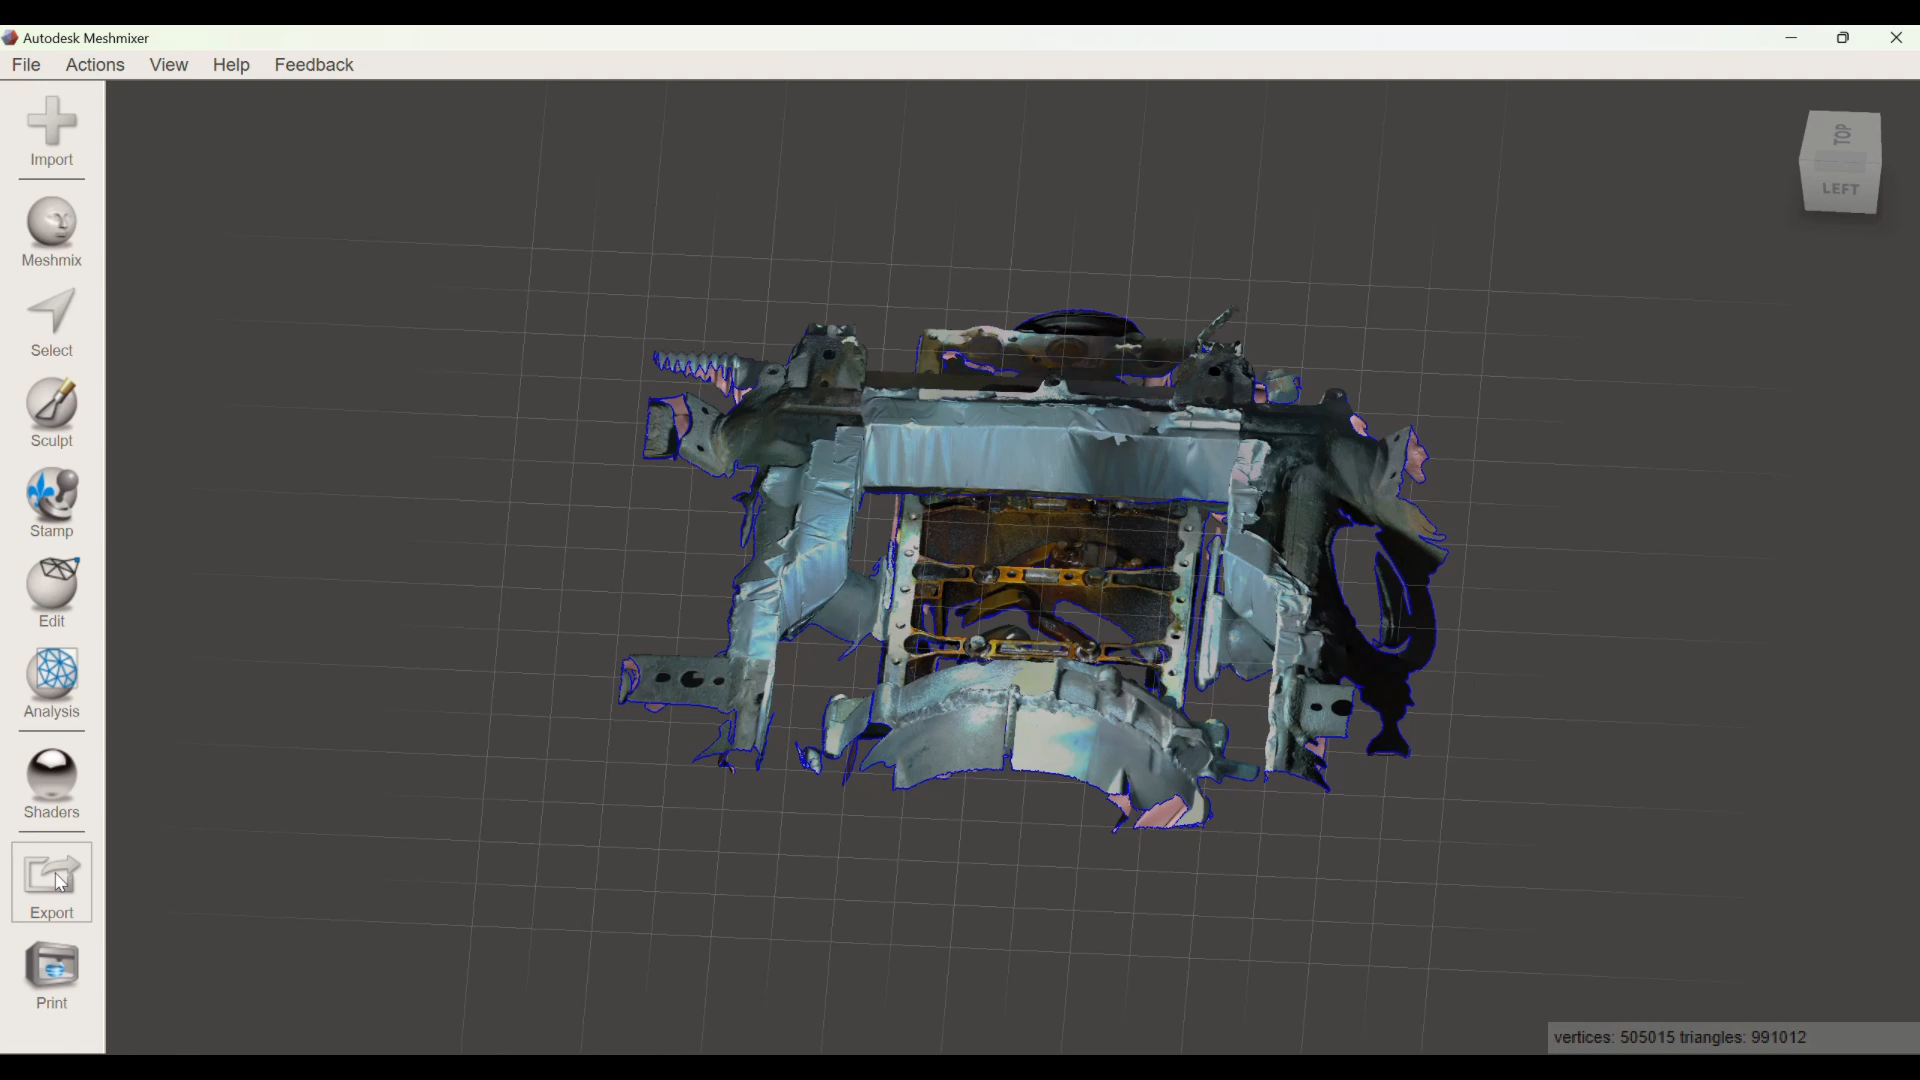 Autodesk Meshmixer
File Actions View Help Feedback
Import
Meshmix
Select
Sculpt
Stamp
Edit
Analysis
Shaders
Export
Print
TOP
LEFT
vertices: 505015 triangles: 991012